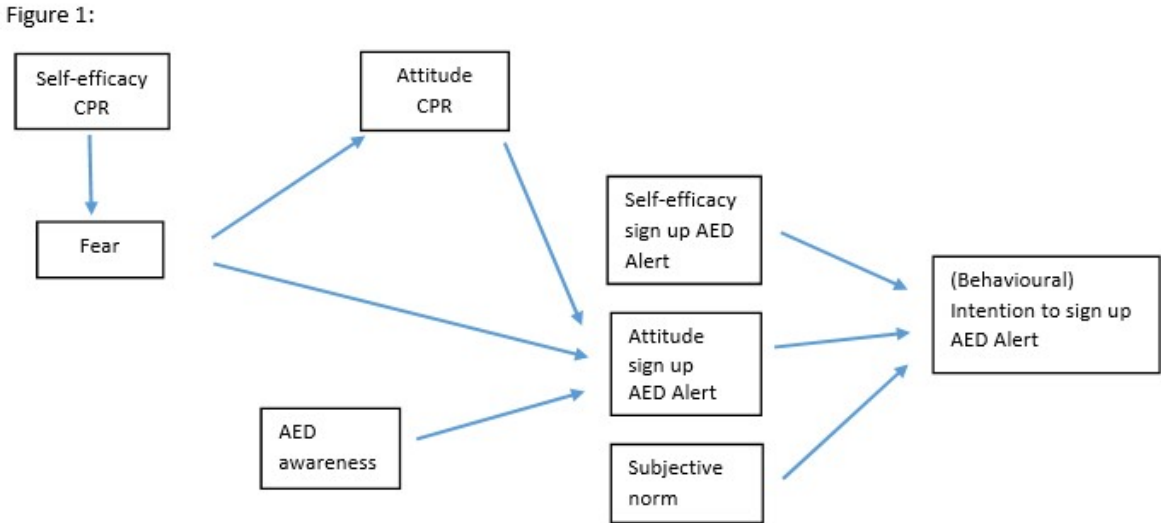 Figure 1:
Self-efficacy
CPR
Attitude
CPR
Fear
Self-efficacy
sign up AED
Alert
(Behavioural)
Intention to sign up
AED Alert
Attitude
sign up
AED Alert
AED
awareness
Subjective
norm